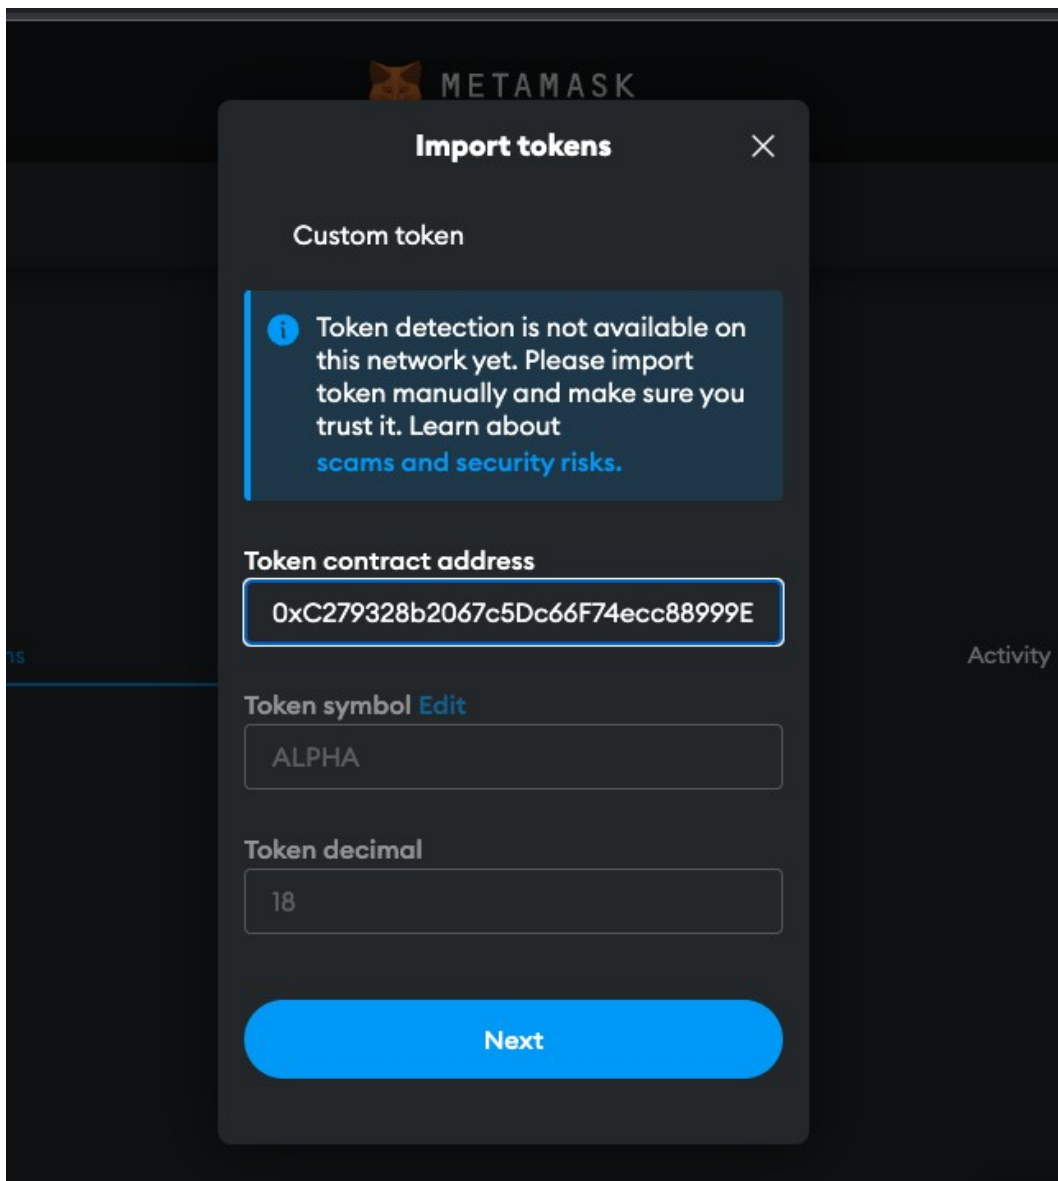 METAMASK
Import tokens
Custom token
Token detection is not available on
this network yet. Please import
token manually and make sure you
trust it. Learn about
scams and security risks.
Token contract address
0xC279328b2067c5Dc66F74ecc88999E
ns
Activity
Token symbol Edit
ALPHA
Token decimal
18
Next